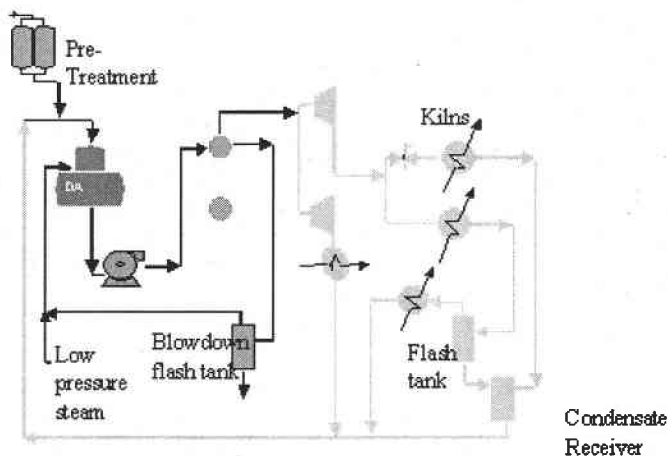 Pre-
Treatment
Kilns
DA
Blowdown
flash tank
Low
pressure
steam
Flash
tank
Condensate
Receiver